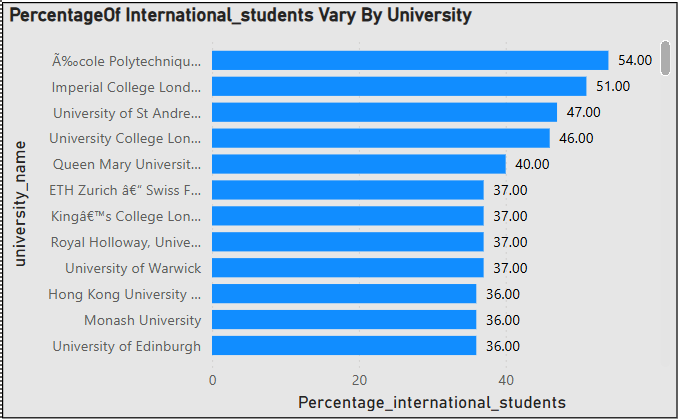 PercentageOf International_students Vary By University
university_name
Ã‰cole Polytechniqu... 54.00
Imperial College Lond... 51.00
University of St Andre... 47.00
University College Lon... 46.00
Queen Mary Universit... 40.00
ETH Zurich â€“ Swiss F... 37.00
Kingâ€™s College Lon... 37.00
Royal Holloway, Unive... 37.00
University of Warwick 37.00
Hong Kong University ... 36.00
Monash University 36.00
University of Edinburgh 36.00
0 20 40
Percentage_international_students